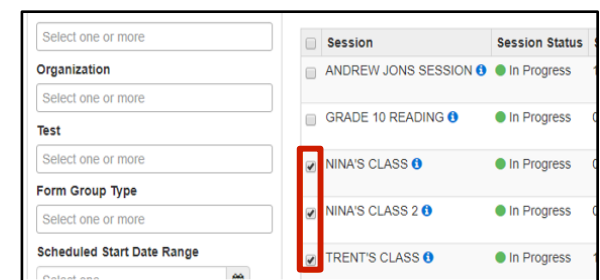 Select one or more
Organization
Select one or more
Test
Select one or more
Form Group Type
Select one or more
Scheduled Start Date Range
Select one
Session Session Status
ANDREW JONS SESSION In Progress
GRADE 10 READING In Progress
NINA'S CLASS In Progress
NINA'S CLASS 2 In Progress
TRENT'S CLASS In Progress